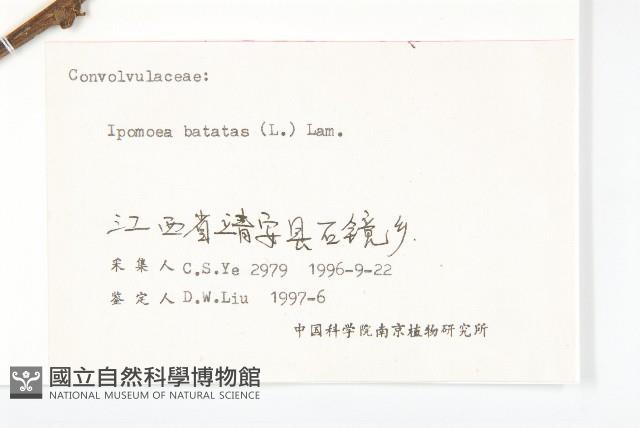 Convolvulaceae:
Ipomoea batatas (L.) Lam.
江西省靖安县石镜乡.
采集人 C.S.Ye 2979 1996-9-22
鉴定人 D.W.Liu 1997-6
中国科学院南京植物研究所
國立自然科學博物館
NATIONAL MUSEUM OF NATURAL SCIENCE